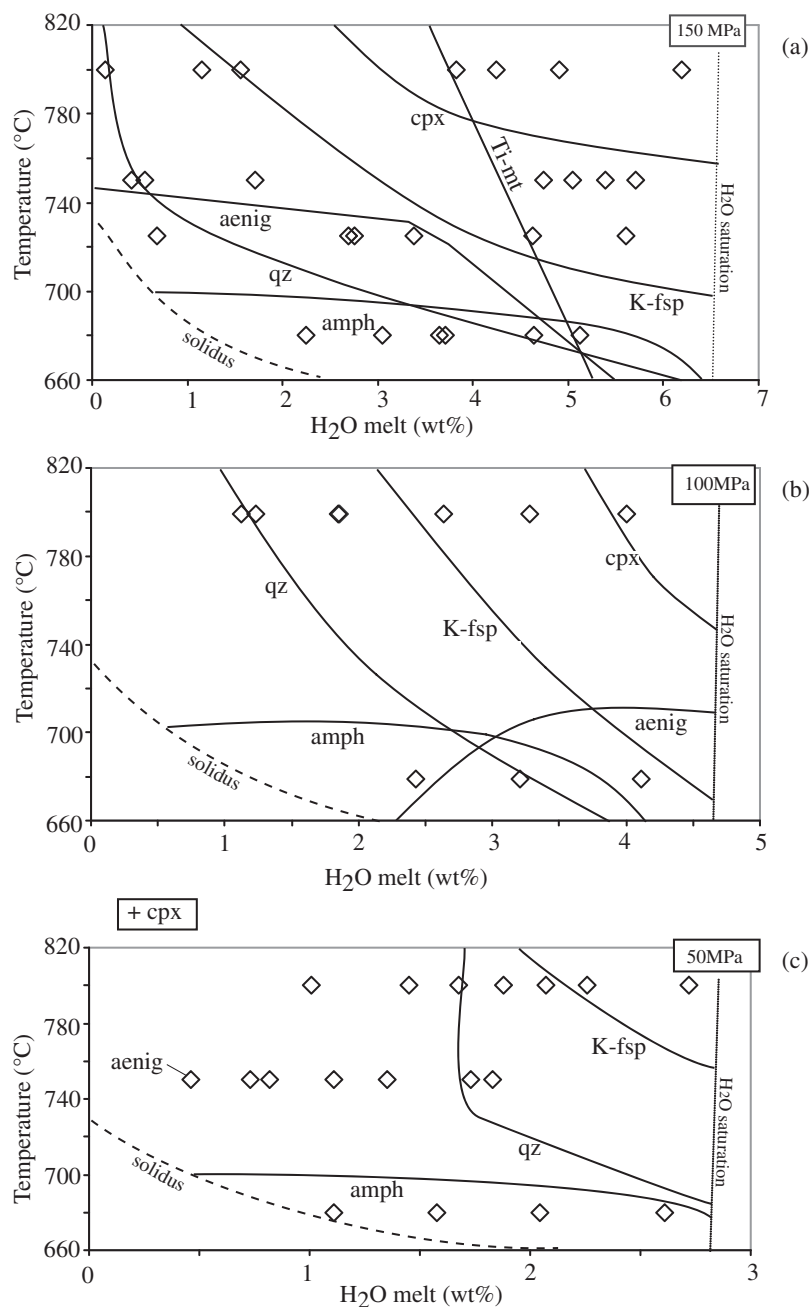 820
150 MPa
(a)
780
cpx
Ti-mt
740
aenig
qz
700
K-fsp
amph
solidus
660
Temperature (°C)
H2O saturation
0 1 2 3 4 5 6 7
H2O melt (wt%)
820
100MPa
(b)
cpx
780
qz
K-fsp
740
aenig
700
amph
solidus
660
Temperature (°C)
H2O saturation
0 1 2 3 4 5
H2O melt (wt%)
+ cpx
820
50MPa
(c)
780
K-fsp
aenig
740
qz
solidus
700
amph
660
Temperature (°C)
H2O saturation
0 1 2 3
H2O melt (wt%)